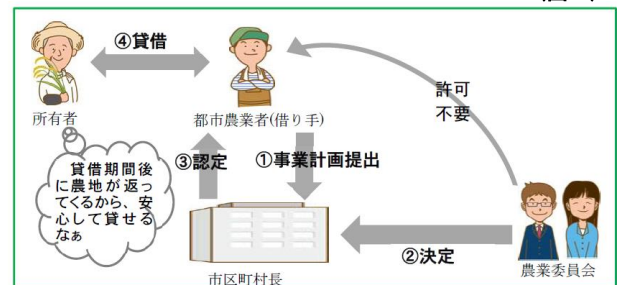 ④貸借
許可
不要
所有者
都市農業者(借り手)
③認定
①事業計画提出
貸借期間後
に農地が返っ
てくるから、安
心して貸せる
なぁ
②決定
農業委員会
市区町村長